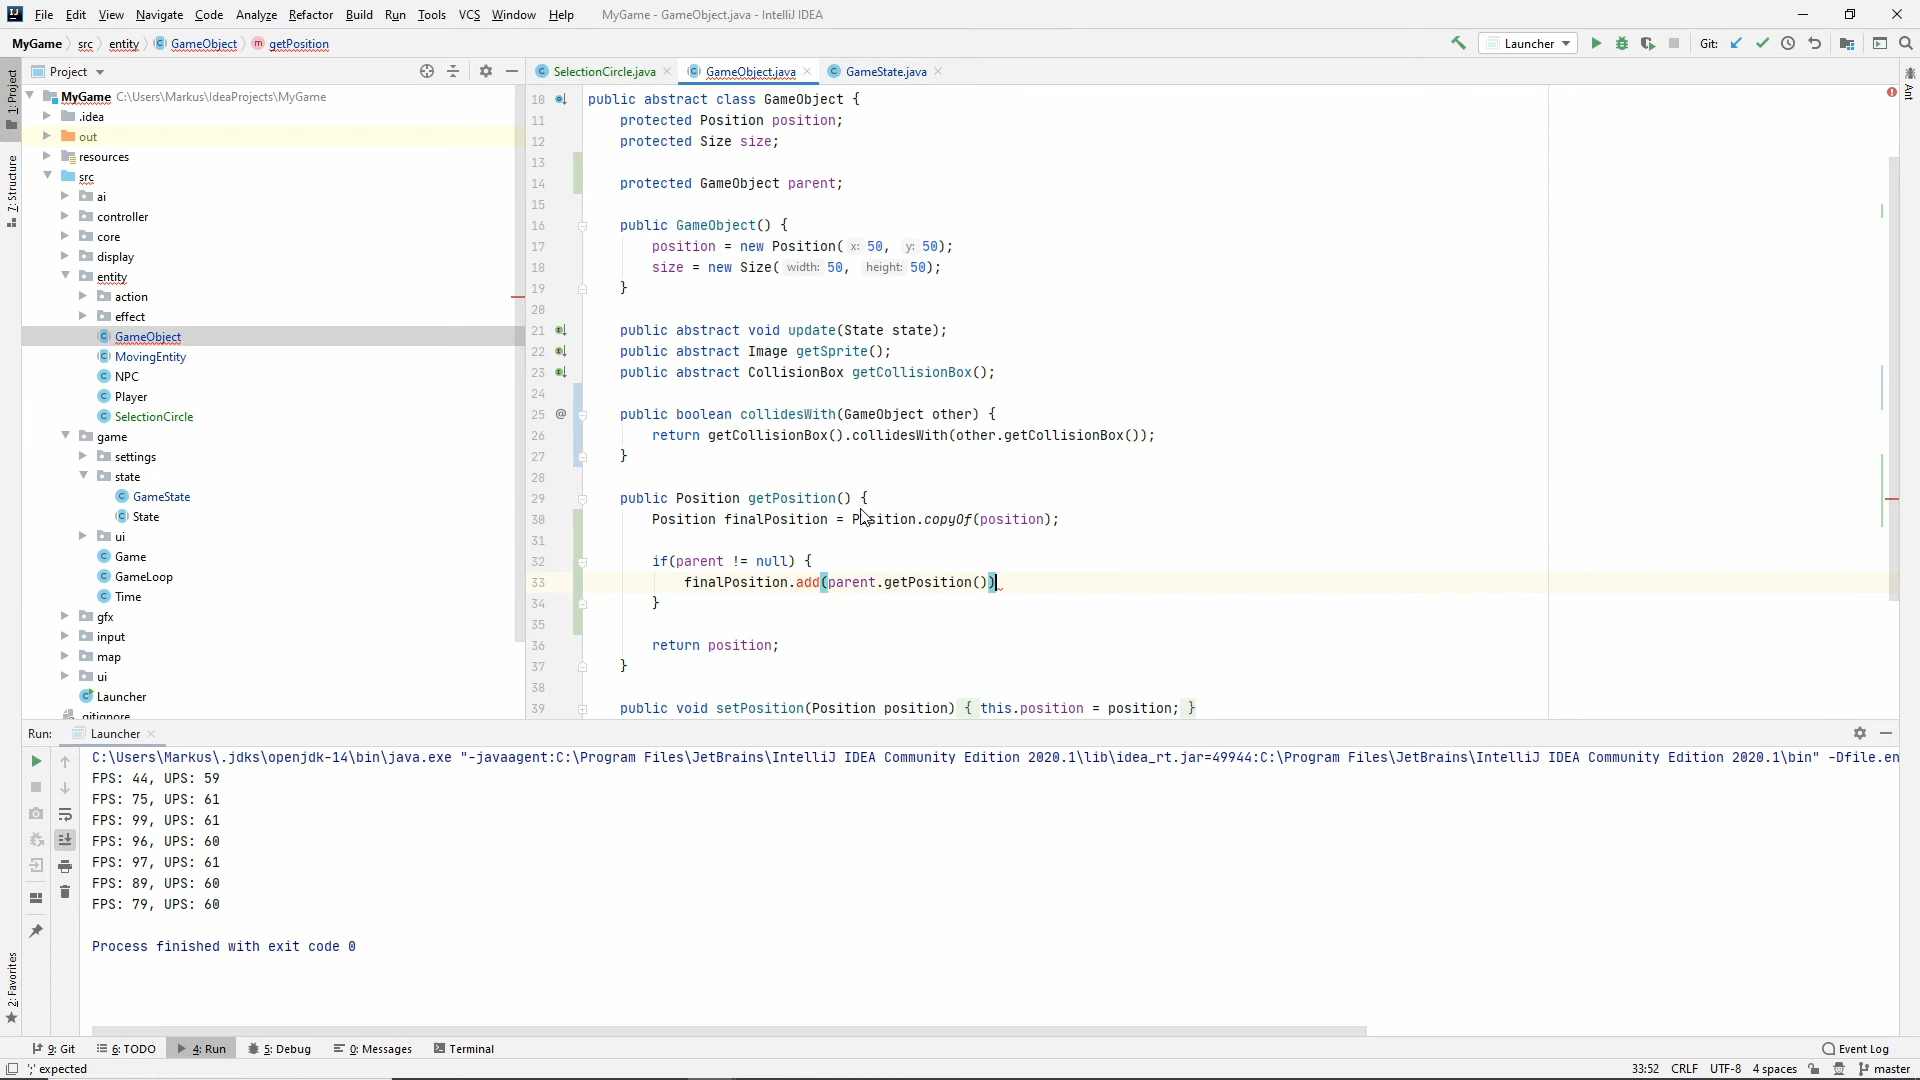 File Edit View Navigate Code Analyze Refactor Build Run Tools VCS Window Help MyGame - GameObject.java - IntelliJ IDEA
MyGame src entity GameObject getPosition Launcher Git:
Project SelectionCircle.java GameObject.java GameState.java
1: Project
7: Structure
2: Favorites
Ant
MyGame C:\Users\Markus\IdeaProjects\MyGame
.idea
out
resources
src
ai
controller
core
display
entity
action
effect
GameObject
MovingEntity
NPC
Player
SelectionCircle
game
settings
state
GameState
State
ui
Game
GameLoop
Time
gfx
input
map
ui
Launcher
.gitignore
10 public abstract class GameObject {
11 protected Position position;
12 protected Size size;
13
14 protected GameObject parent;
15
16 public GameObject() {
17 position = new Position( x: 50, y: 50);
18 size = new Size( width: 50, height: 50);
19 }
20
21 public abstract void update(State state);
22 public abstract Image getSprite();
23 public abstract CollisionBox getCollisionBox();
24
25 @ public boolean collidesWith(GameObject other) {
26 return getCollisionBox().collidesWith(other.getCollisionBox());
27 }
28
29 public Position getPosition() {
30 Position finalPosition = Position.copyOf(position);
31
32 if(parent != null) {
33 finalPosition.add(parent.getPosition())
34 }
35
36 return position;
37 }
38
39 public void setPosition(Position position) { this.position = position; }
Run: Launcher
C:\Users\Markus\.jdks\openjdk-14\bin\java.exe "-javaagent:C:\Program Files\JetBrains\IntelliJ IDEA Community Edition 2020.1\lib\idea_rt.jar=49944:C:\Program Files\JetBrains\IntelliJ IDEA Community Edition 2020.1\bin" -Dfile.en
FPS: 44, UPS: 59
FPS: 75, UPS: 61
FPS: 99, UPS: 61
FPS: 96, UPS: 60
FPS: 97, UPS: 61
FPS: 89, UPS: 60
FPS: 79, UPS: 60
Process finished with exit code 0
9: Git 6: TODO 4: Run 5: Debug 0: Messages Terminal Event Log
';' expected 33:52 CRLF UTF-8 4 spaces master